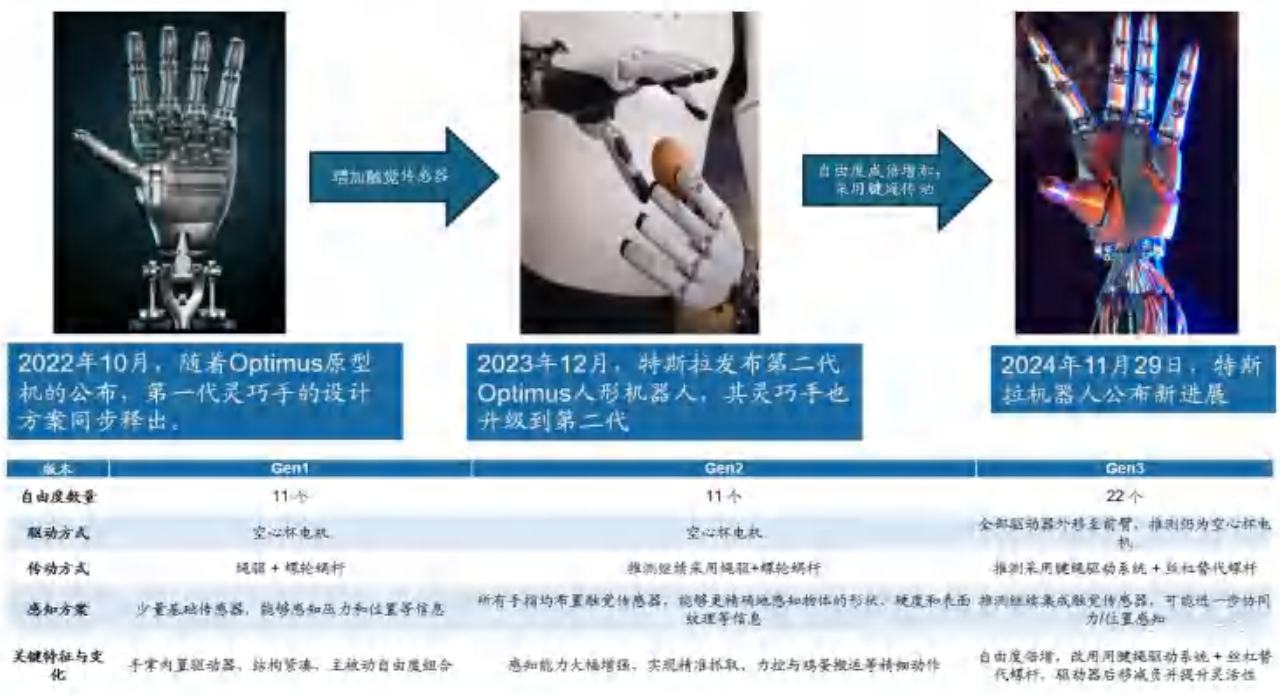 增加触觉传感器
自由度成倍增加，
采用腱绳传动
2022年10月，随着Optimus原型
机的公布，第一代灵巧手的设计
方案同步释出。
2023年12月，特斯拉发布第二代
Optimus人形机器人，其灵巧手也
升级到第二代
2024年11月29日，特斯
拉机器人公布新进展
版本 Gen1 Gen2 Gen3
自由度数量 11个 11个 22个
驱动方式 空心杯电机 空心杯电机 全部驱动器外移至前臂，推测仍为空心杯电
机
传动方式 绳驱 + 螺轮蜗杆 推测继续采用绳驱+螺轮蜗杆 推测采用腱绳驱动系统 + 丝杠替代螺杆
感知方案 少量基础传感器，能够感知压力和位置等信息 所有手指均布置触觉传感器，能够更精确地感知物体的形状、硬度和表面 推测继续集成触觉传感器，可能进一步协同
纹理等信息 力/位置感知
关键特征与变 手掌内置驱动器、结构紧凑、主被动自由度组合 感知能力大幅增强，实现精准抓取、力控与鸡蛋搬运等精细动作 自由度倍增，改用用腱绳驱动系统 + 丝杠替
化 代螺杆，驱动器后移减负并提升灵活性